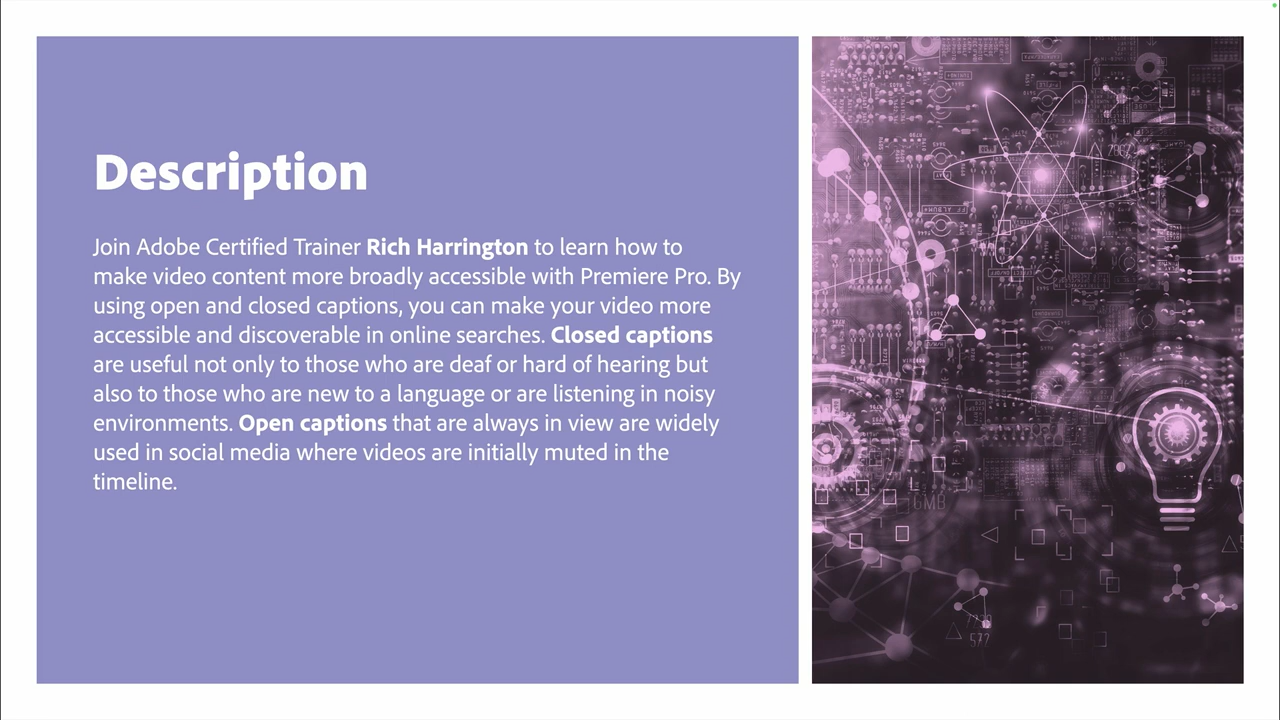 Description
Join Adobe Certified Trainer Rich Harrington to learn how to
make video content more broadly accessible with Premiere Pro. By
using open and closed captions, you can make your video more
accessible and discoverable in online searches. Closed captions
are useful not only to those who are deaf or hard of hearing but
also to those who are new to a language or are listening in noisy
environments. Open captions that are always in view are widely
used in social media where videos are initially muted in the
timeline.
577